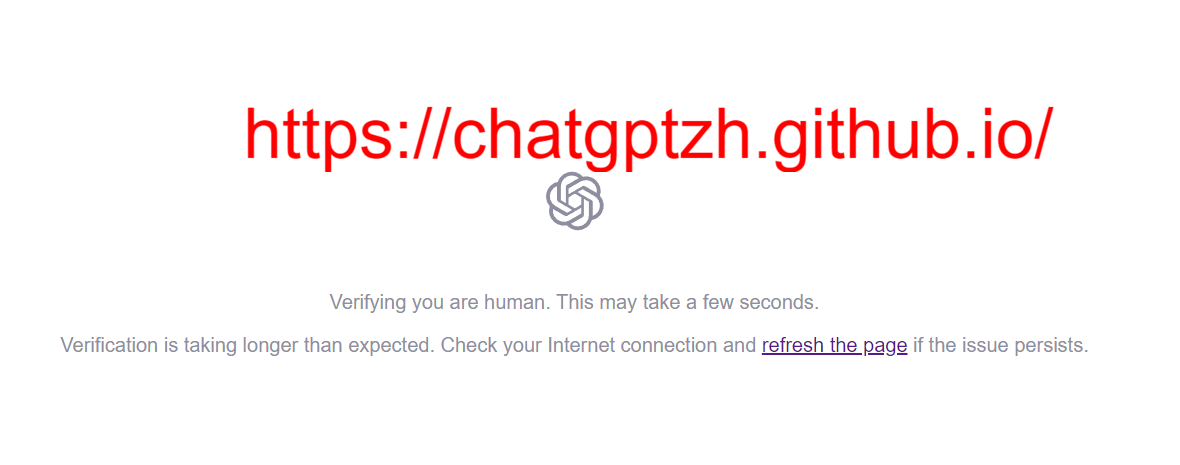 https://chatgptzh.github.io/
Verifying you are human. This may take a few seconds.
Verification is taking longer than expected. Check your Internet connection and refresh the page if the issue persists.